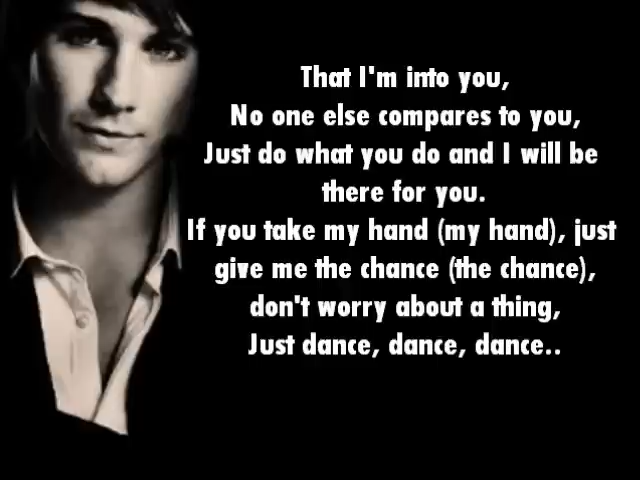 That I'm into you,
No one else compares to you,
Just do what you do and I will be
there for you.
If you take my hand (my hand), just
give me the chance (the chance),
don't worry about a thing,
Just dance, dance, dance..